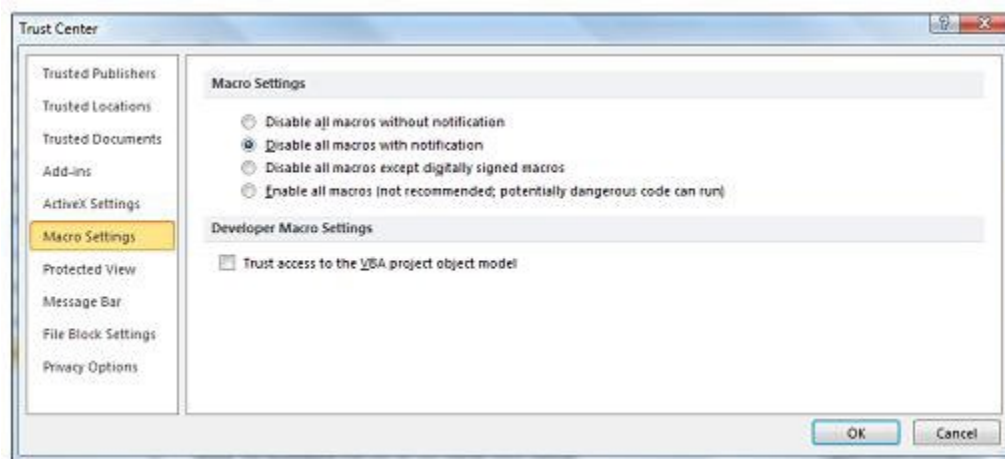 Trust Center
Trusted Publishers
Trusted Locations
Trusted Documents
Add-ins
ActiveX Settings
Macro Settings
Protected View
Message Bar
File Block Settings
Privacy Options
Macro Settings
Disable all macros without notification
Disable all macros with notification
Disable all macros except digitally signed macros
Enable all macros (not recommended; potentially dangerous code can run)
Developer Macro Settings
Trust access to the VBA project object model
OK
Cancel